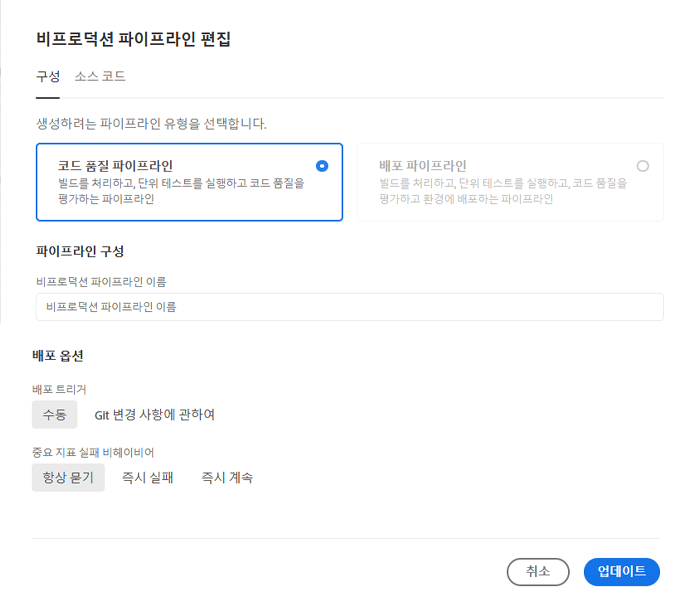 비프로덕션 파이프라인 편집
구성 소스 코드
생성하려는 파이프라인 유형을 선택합니다.
코드 품질 파이프라인
빌드를 처리하고, 단위 테스트를 실행하고 코드 품질을
평가하는 파이프라인
배포 파이프라인
빌드를 처리하고, 단위 테스트를 실행하고, 코드 품질을
평가하고 환경에 배포하는 파이프라인
파이프라인 구성
비프로덕션 파이프라인 이름
비프로덕션 파이프라인 이름
배포 옵션
배포 트리거
수동 Git 변경 사항에 관하여
중요 지표 실패 비헤이비어
항상 묻기 즉시 실패 즉시 계속
취소 업데이트